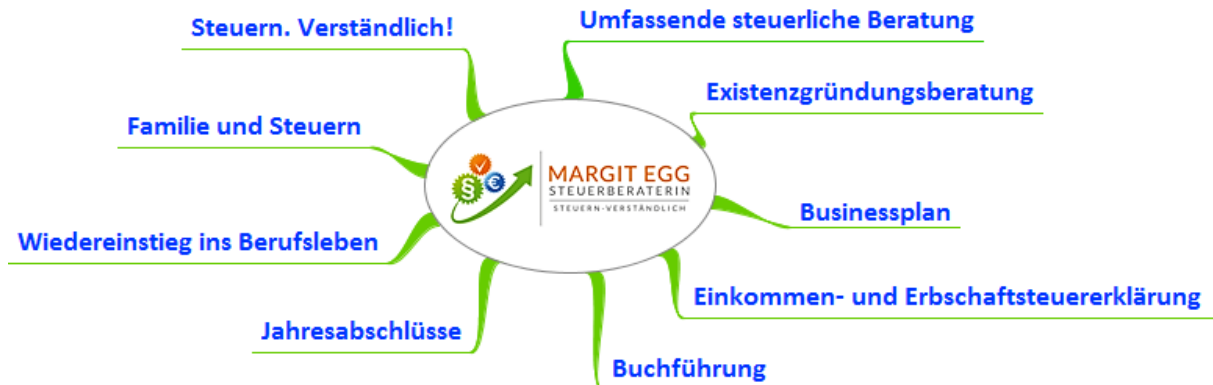 Steuern. Verständlich!
Umfassende steuerliche Beratung
Existenzgründungsberatung
Familie und Steuern
§
€
MARGIT EGG
STEUERBERATERIN
STEUERN-VERSTÄNDLICH
Businessplan
Wiedereinstieg ins Berufsleben
Einkommen- und Erbschaftsteuererklärung
Jahresabschlüsse
Buchführung